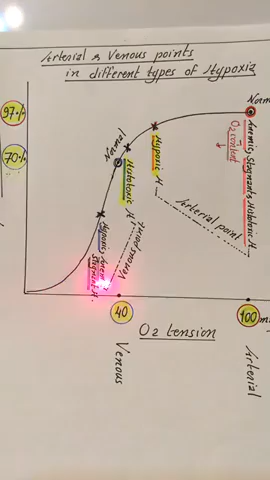 Arterial & Venous points
in different types of Hypoxia
97%
70%
Normal
Anemic, Stagnant & Histotoxic H.
O2 content
Hypoxic H
Normal
Histotoxic H
Arterial point
Venous point
Hypoxic,
Stagnant H.
40
100
O2 tension
Venous
Arterial